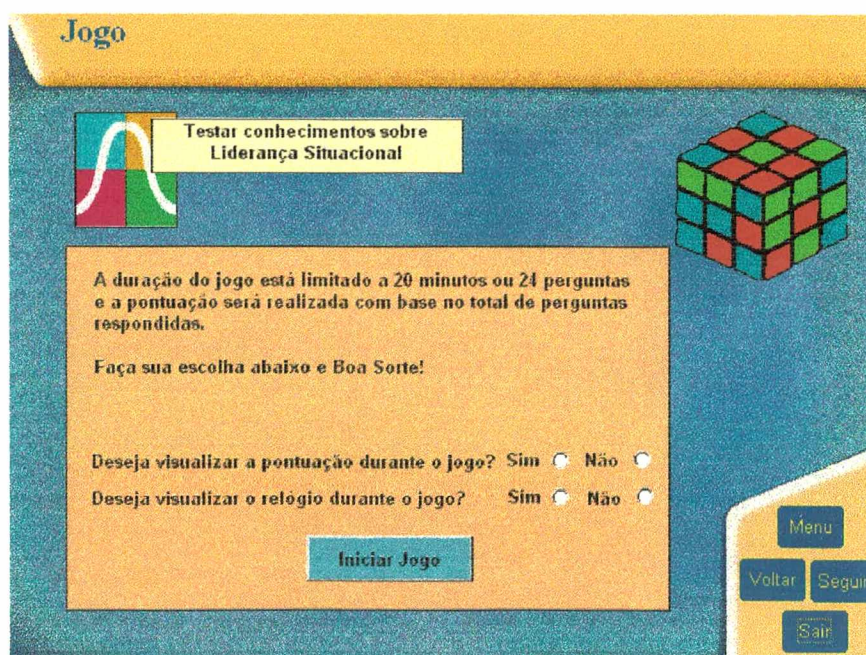 Jogo
Testar conhecimentos sobre
Liderança Situacional
A duração do jogo está limitado a 20 minutos ou 24 perguntas
e a pontuação será realizada com base no total de perguntas
respondidas.
Faça sua escolha abaixo e Boa Sorte!
Deseja visualizar a pontuação durante o jogo? Sim Não
Deseja visualizar o relógio durante o jogo? Sim Não
Iniciar Jogo
Menu
Voltar Seguir
Sair